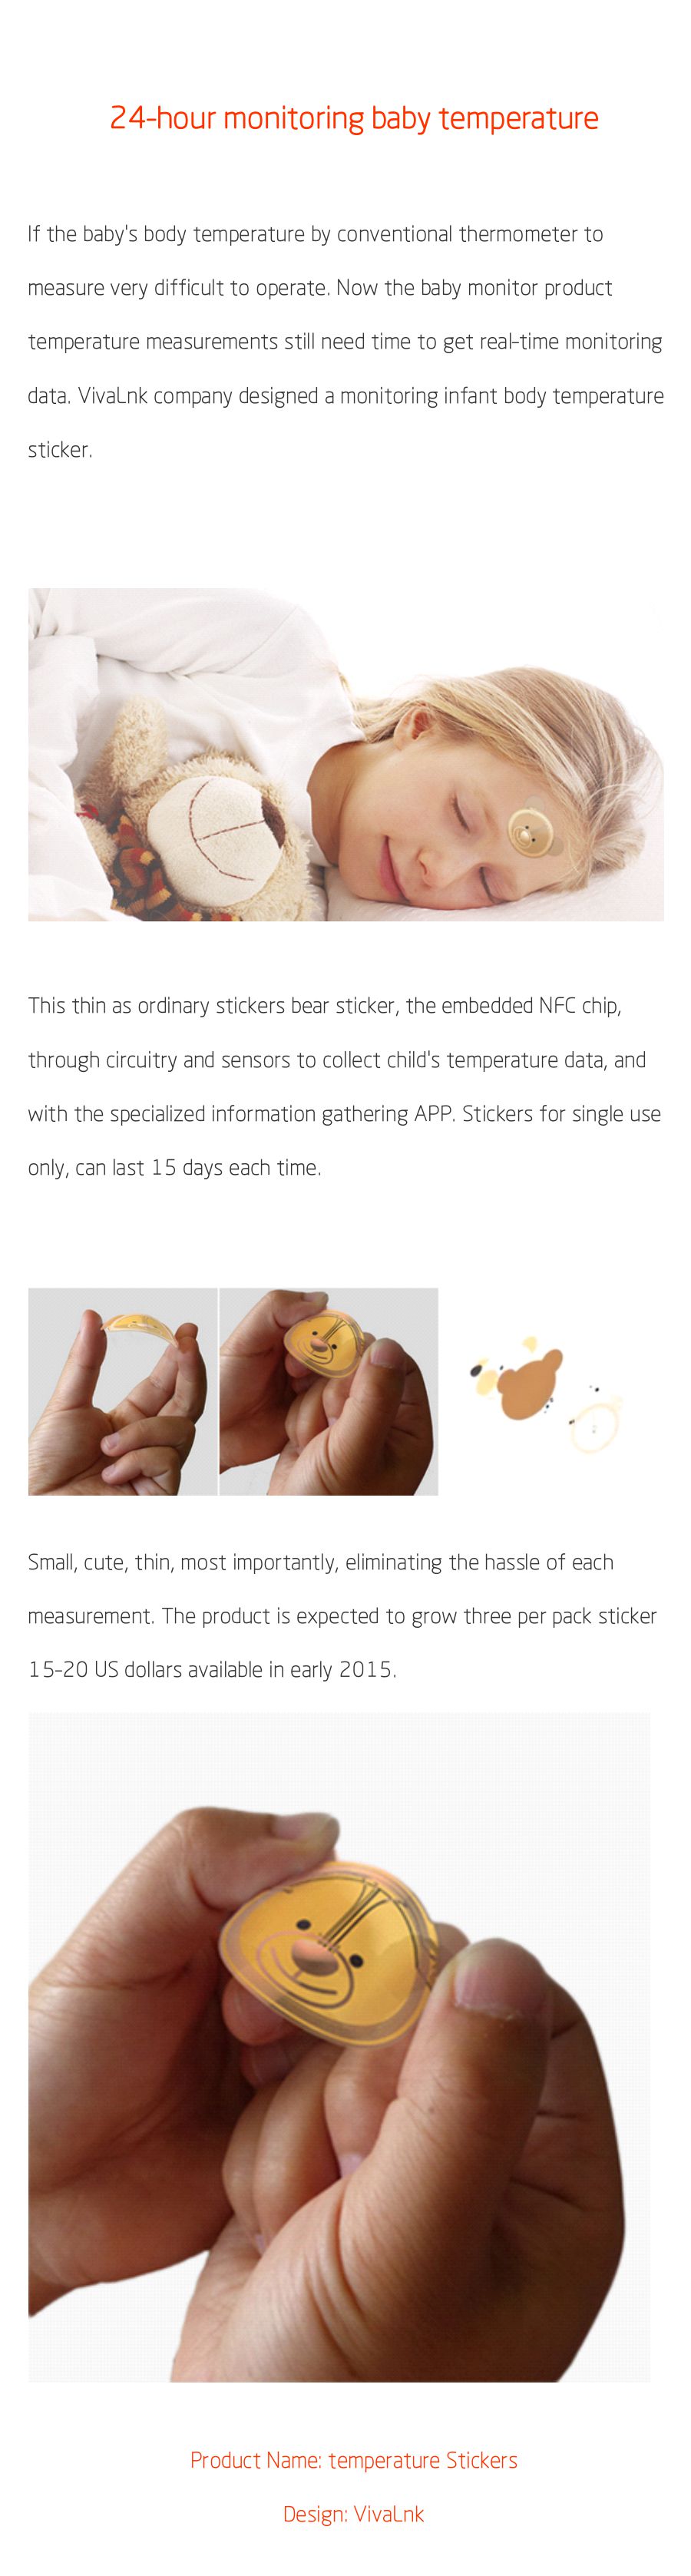 24-hour monitoring baby temperature
If the baby's body temperature by conventional thermometer to
measure very difficult to operate. Now the baby monitor product
temperature measurements still need time to get real-time monitoring
data. VivaLnk company designed a monitoring infant body temperature
sticker.
This thin as ordinary stickers bear sticker, the embedded NFC chip,
through circuitry and sensors to collect child's temperature data, and
with the specialized information gathering APP. Stickers for single use
only, can last 15 days each time.
Small, cute, thin, most importantly, eliminating the hassle of each
measurement. The product is expected to grow three per pack sticker
15-20 US dollars available in early 2015.
Product Name: temperature Stickers
Design: VivaLnk